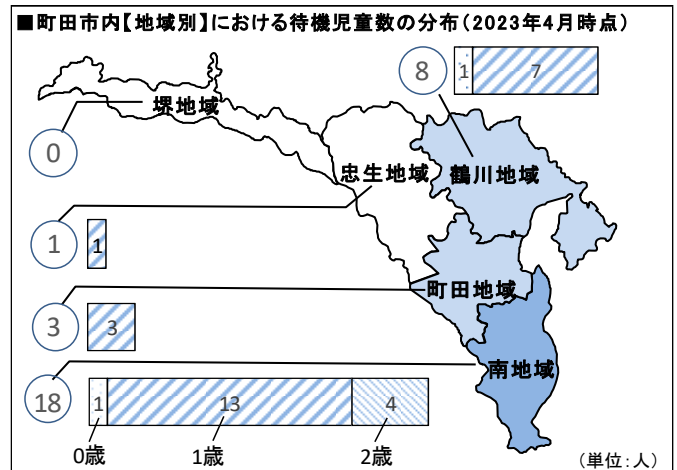 ■町田市内【地域別】における待機児童数の分布(2023年4月時点)
8
1
7
堺地域
0
忠生地域
鶴川地域
1
1
町田地域
3
3
南地域
18
1
13
4
0歳
1歳
2歳
(単位:人)